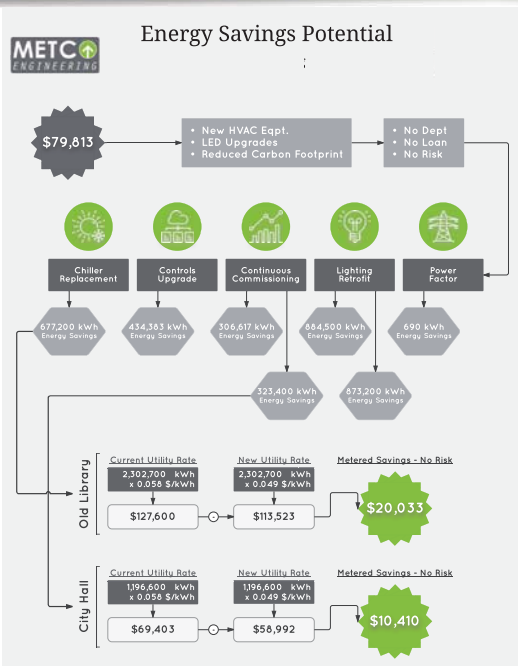 Energy Savings Potential
:
METCO
ENGINEERING
$79,813
• New HVAC Eqpt.
• LED Upgrades
• Reduced Carbon Footprint
• No Dept
• No Loan
• No Risk
Chiller
Replacement
Controls
Upgrade
Continuous
Commissioning
Lighting
Retrofit
Power
Factor
677,200 kWh
Energy Savings
434,383 kWh
Energy Savings
306,617 kWh
Energy Savings
884,500 kWh
Energy Savings
690 kWh
Energy Savings
323,400 kWh
Energy Savings
873,200 kWh
Energy Savings
Old Library
Current Utility Rate
2,302,700 kWh
x 0.058 $/kWh
$127,600
-
New Utility Rate
2,302,700 kWh
x 0.049 $/kWh
$113,523
Metered Savings - No Risk
$20,033
City Hall
Current Utility Rate
1,196,600 kWh
x 0.058 $/kWh
$69,403
-
New Utility Rate
1,196,600 kWh
x 0.049 $/kWh
$58,992
Metered Savings - No Risk
$10,410